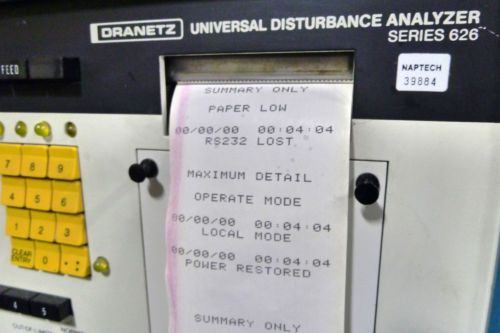 DRANETZ UNIVERSAL DISTURBANCE ANALYZER
SERIES 626
NAPTECH
39884
FEED
SUMMARY ONLY
PAPER LOW
00/00/00 00:04:04
RS232 LOST
MAXIMUM DETAIL
OPERATE MODE
00/00/00 00:04:04
LOCAL MODE
00/00/00 00:04:04
POWER RESTORED
SUMMARY ONLY
7 8 9
4 5 6
1 2 3
CLEAR
ENTRY
0 . :
4 5